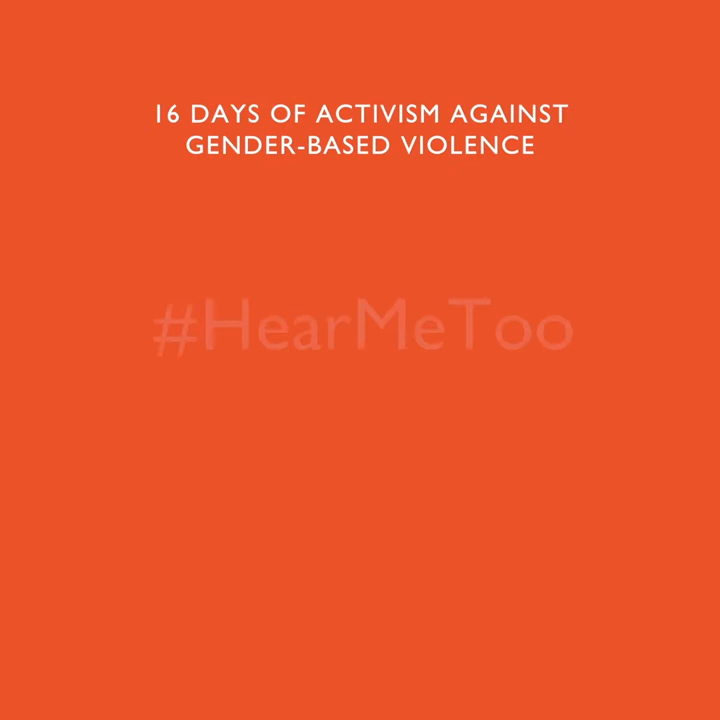 16 DAYS OF ACTIVISM AGAINST
GENDER-BASED VIOLENCE
#HearMeToo